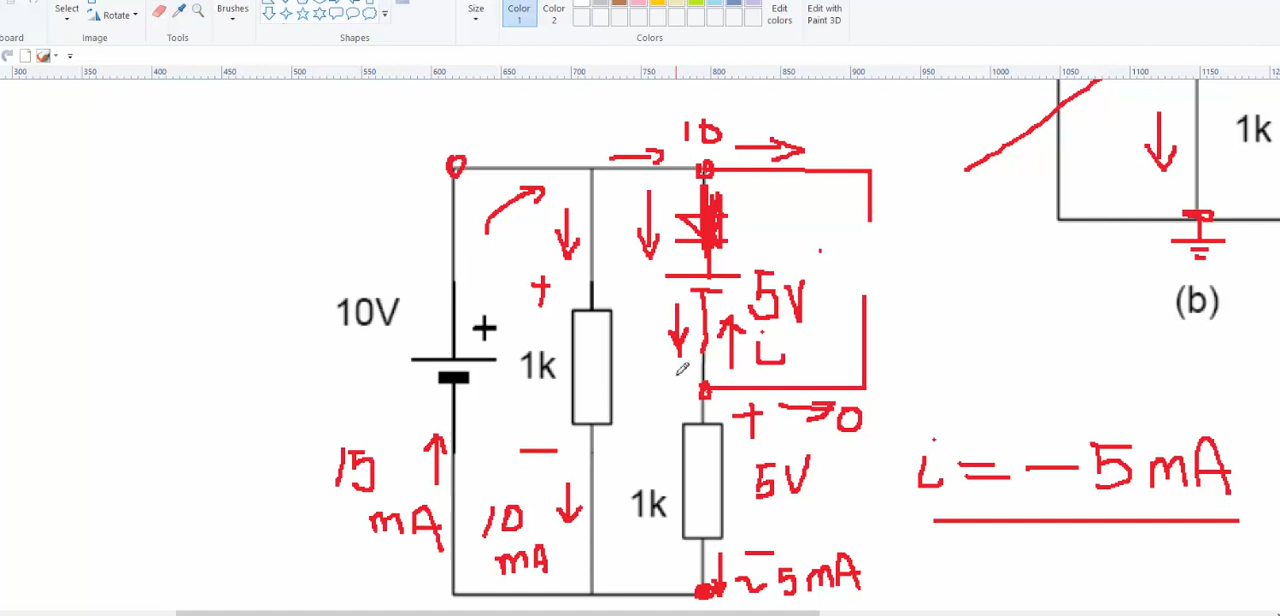 Select
Rotate
Brushes
Size
Color 1
Color 2
Edit colors
Edit with Paint 3D
board
Image
Tools
Shapes
Colors
300 350 400 450 500 550 600 650 700 750 800 850 900 950 1000 1050 1100 1150
10
1k
10V
+
+
1k
5V
i
(b)
+ → 0
15 mA
10 mA
−
1k
5V
i = −5mA
−
~5mA